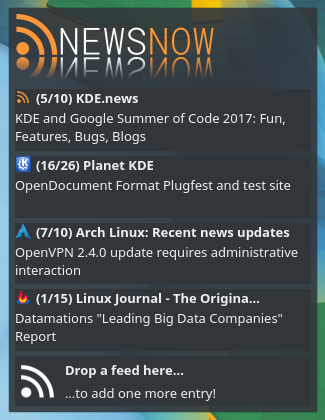 NEWSNOW
(5/10) KDE.news
KDE and Google Summer of Code 2017: Fun,
Features, Bugs, Blogs
(16/26) Planet KDE
OpenDocument Format Plugfest and test site
(7/10) Arch Linux: Recent news updates
OpenVPN 2.4.0 update requires administrative
interaction
(1/15) Linux Journal - The Origina...
Datamations "Leading Big Data Companies"
Report
Drop a feed here...
...to add one more entry!